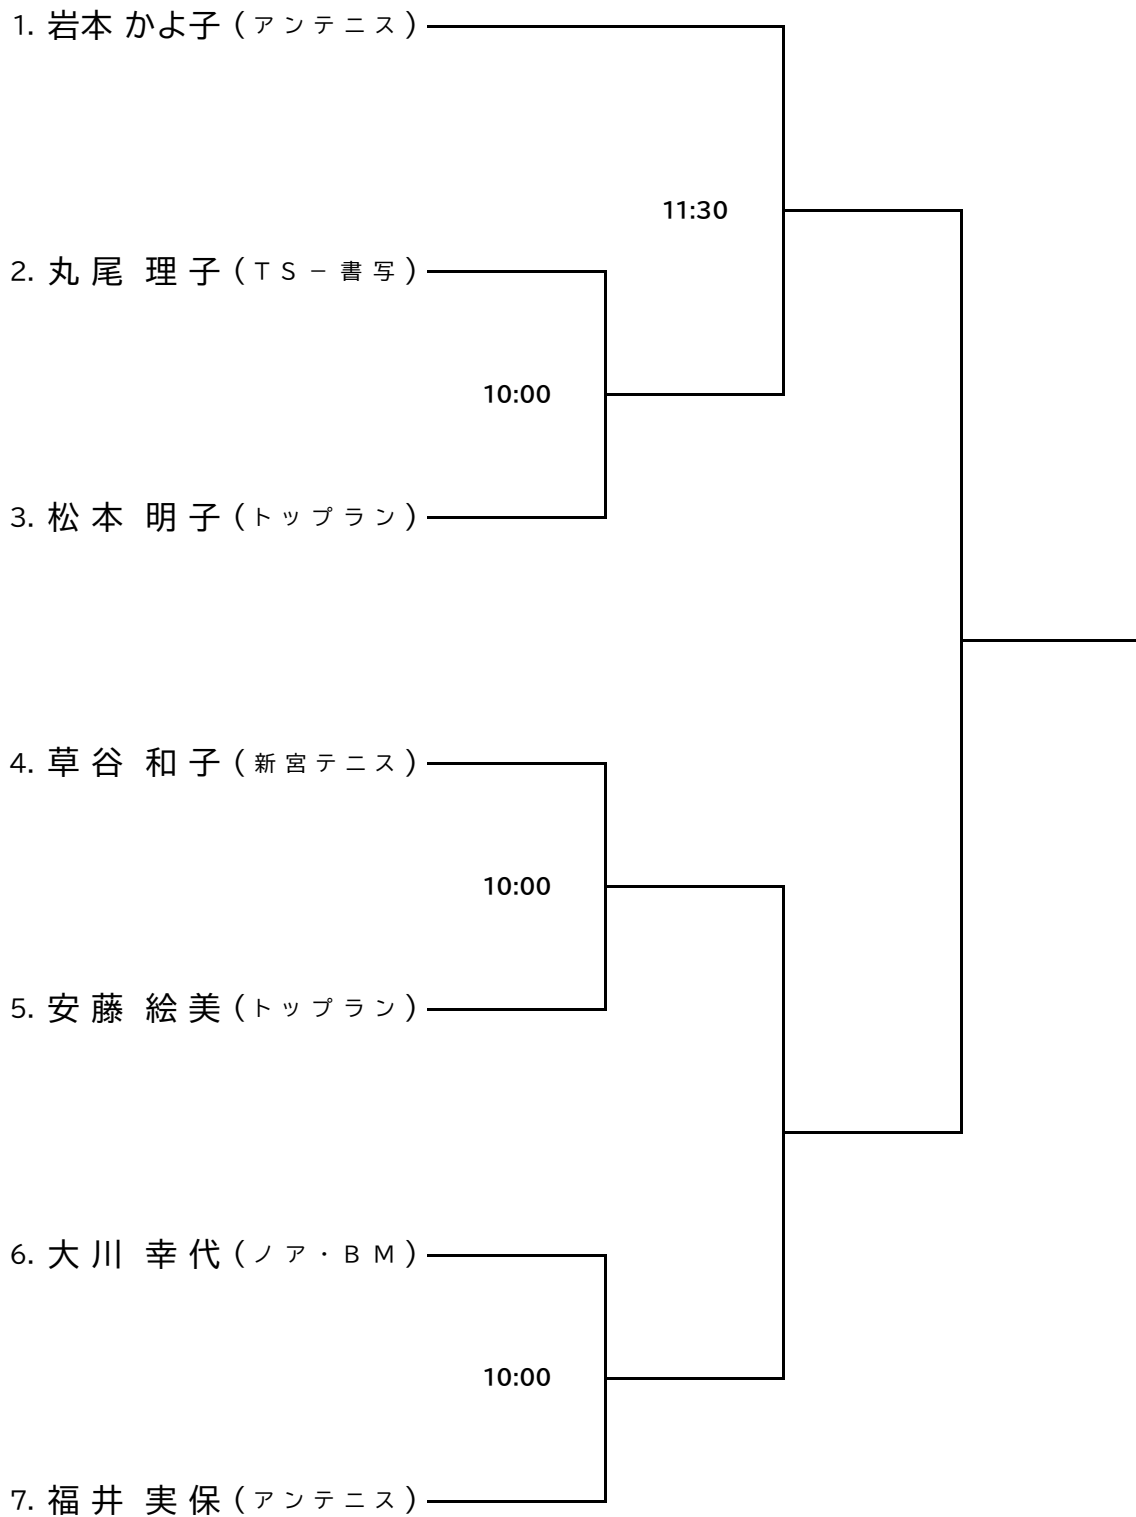 1. 岩本 かよ子 (アンテニス)
11:30
2. 丸尾 理子 (TS－書写)
10:00
3. 松本 明子 (トップラン)
4. 草谷 和子 (新宮テニス)
10:00
5. 安藤 絵美 (トップラン)
6. 大川 幸代 (ノア・BM)
10:00
7. 福井 実保 (アンテニス)